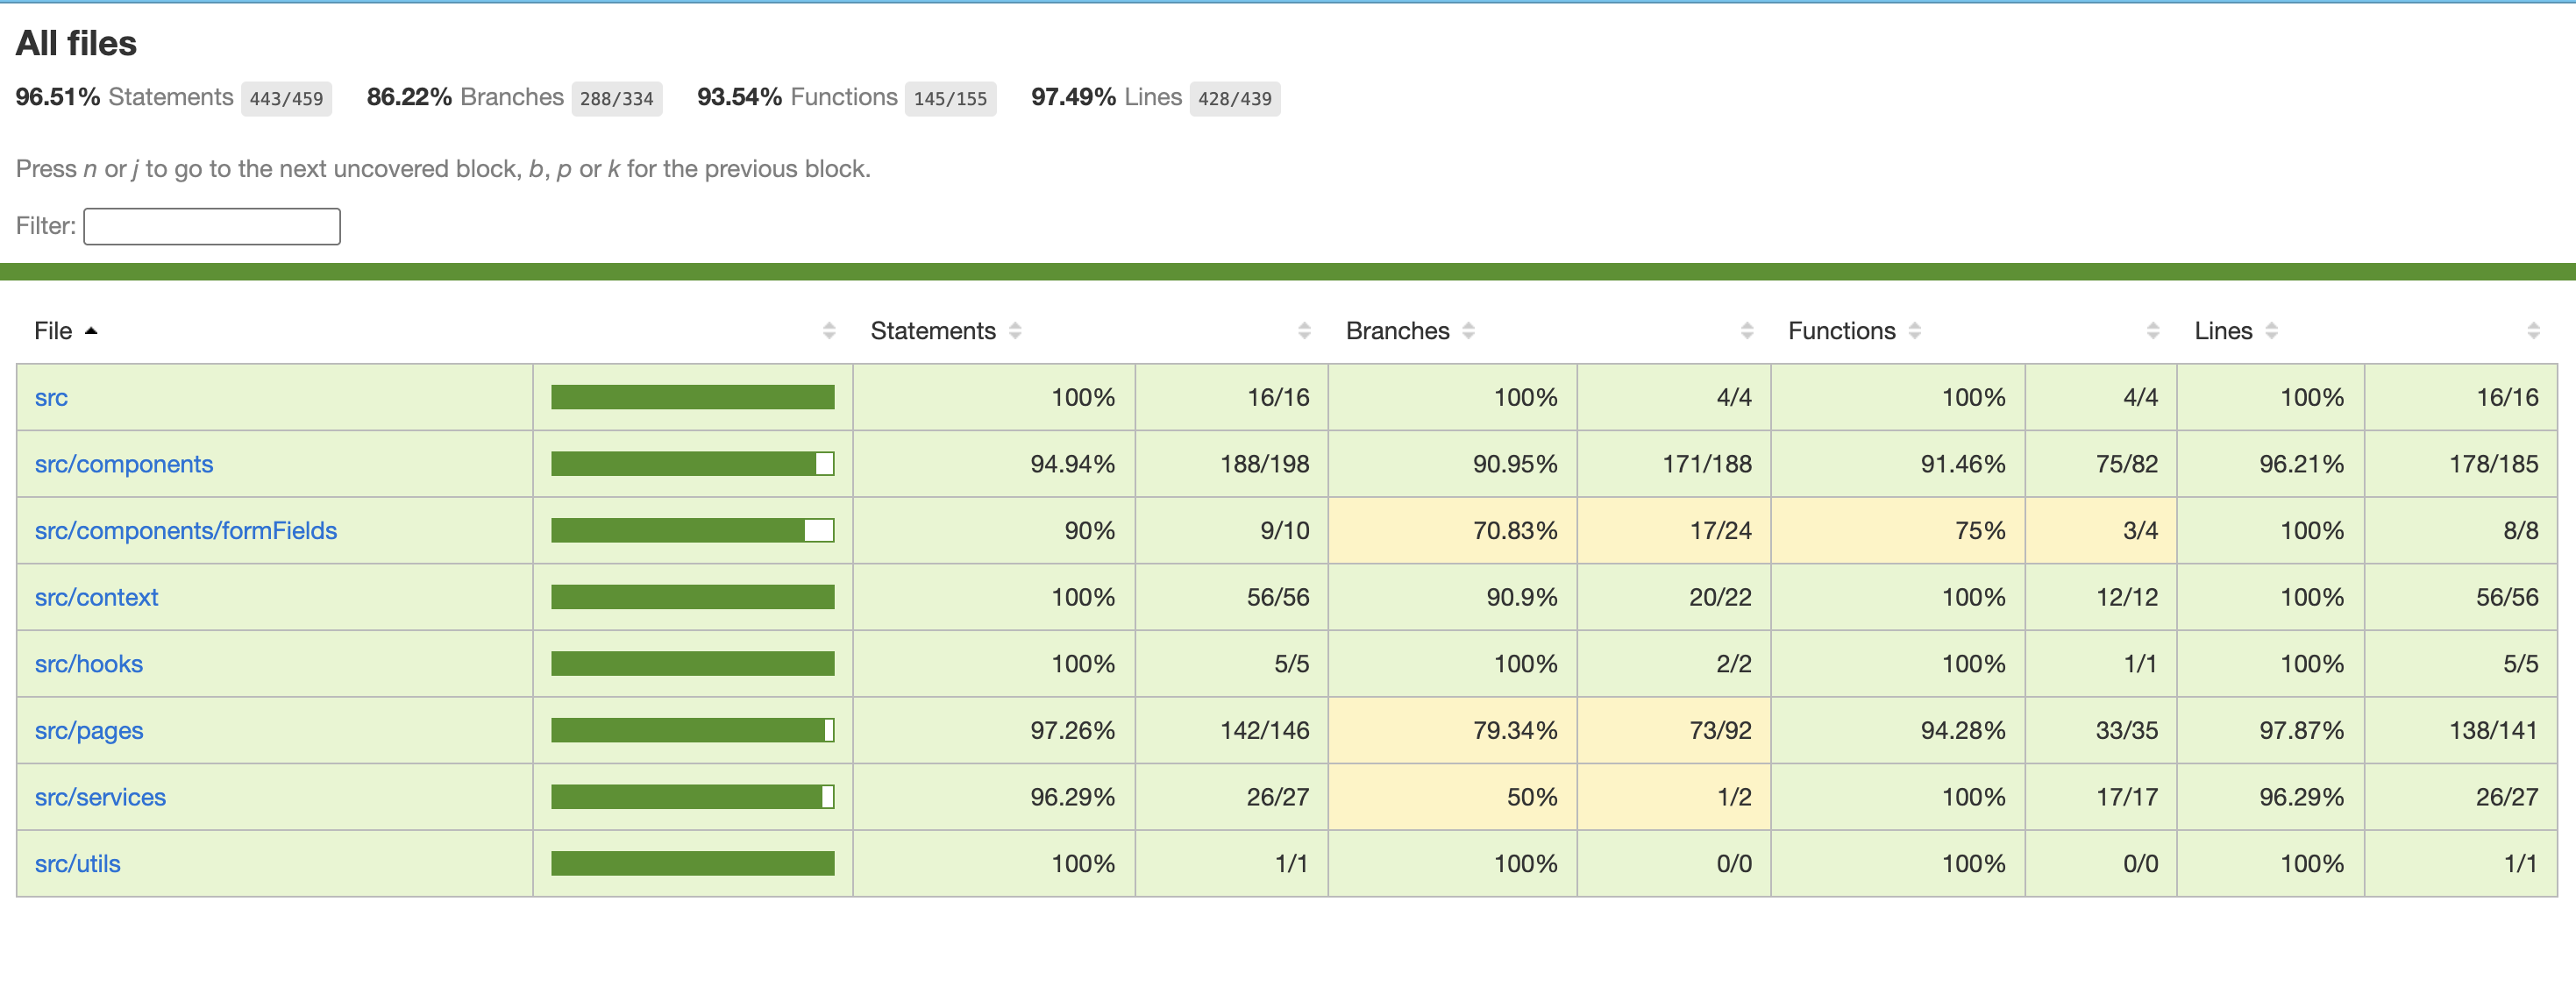 All files
96.51% Statements 443/459 86.22% Branches 288/334 93.54% Functions 145/155 97.49% Lines 428/439
Press n or j to go to the next uncovered block, b, p or k for the previous block.
Filter:
File Statements Branches Functions Lines
src 100% 16/16 100% 4/4 100% 4/4 100% 16/16
src/components 94.94% 188/198 90.95% 171/188 91.46% 75/82 96.21% 178/185
src/components/formFields 90% 9/10 70.83% 17/24 75% 3/4 100% 8/8
src/context 100% 56/56 90.9% 20/22 100% 12/12 100% 56/56
src/hooks 100% 5/5 100% 2/2 100% 1/1 100% 5/5
src/pages 97.26% 142/146 79.34% 73/92 94.28% 33/35 97.87% 138/141
src/services 96.29% 26/27 50% 1/2 100% 17/17 96.29% 26/27
src/utils 100% 1/1 100% 0/0 100% 0/0 100% 1/1